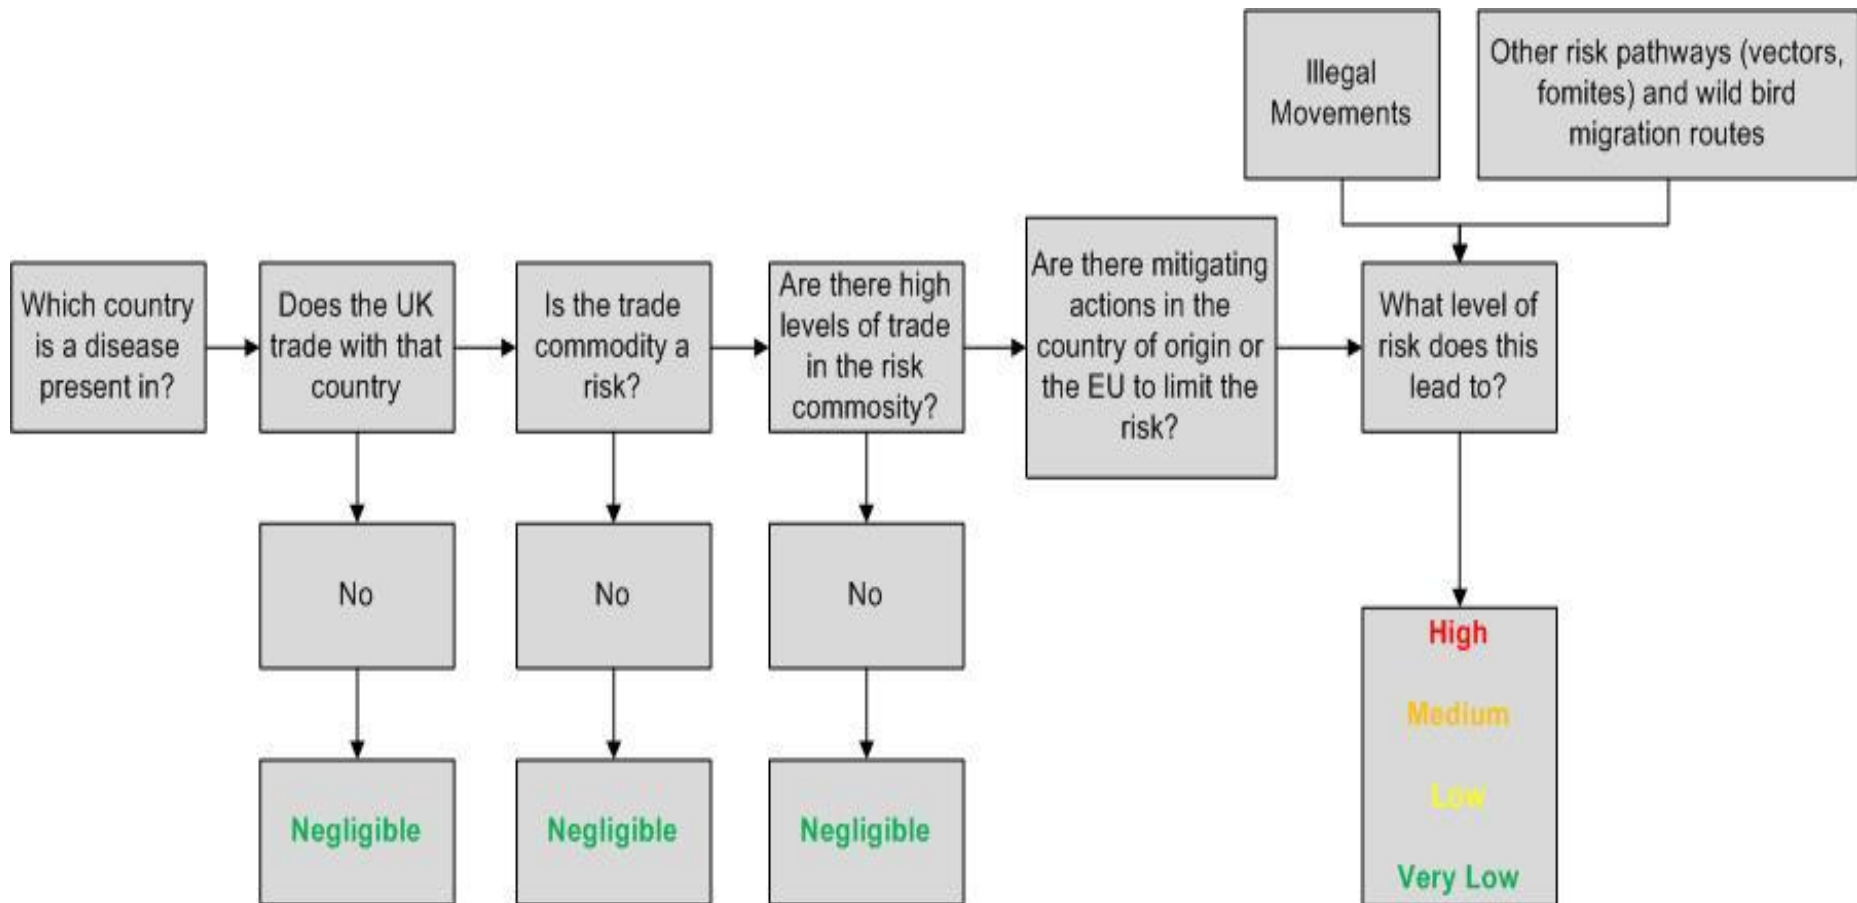 Illegal
Movements
Other risk pathways (vectors,
fomites) and wild bird
migration routes
Which country
is a disease
present in?
Does the UK
trade with that
country
Is the trade
commodity a
risk?
Are there high
levels of trade
in the risk
commosity?
Are there mitigating
actions in the
country of origin or
the EU to limit the
risk?
What level of
risk does this
lead to?
No
No
No
Negligible
Negligible
Negligible
High
Medium
Low
Very Low